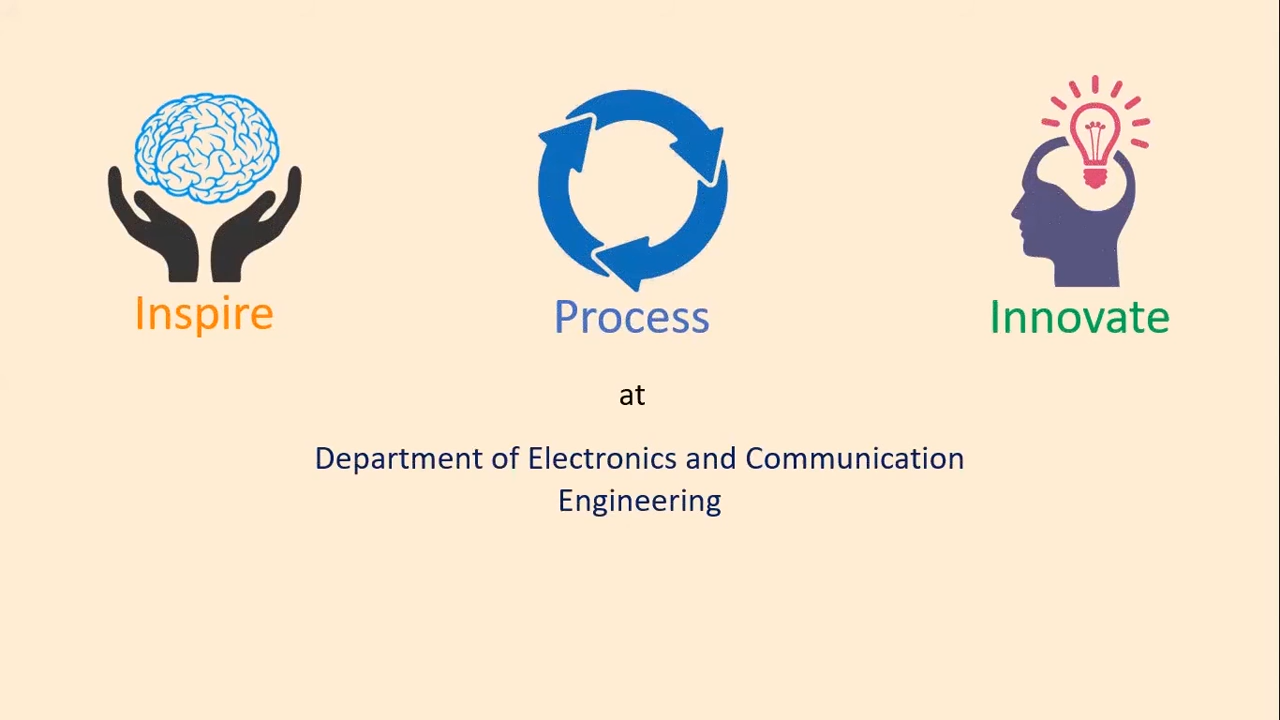 Inspire
Process
Innovate
at
Department of Electronics and Communication
Engineering